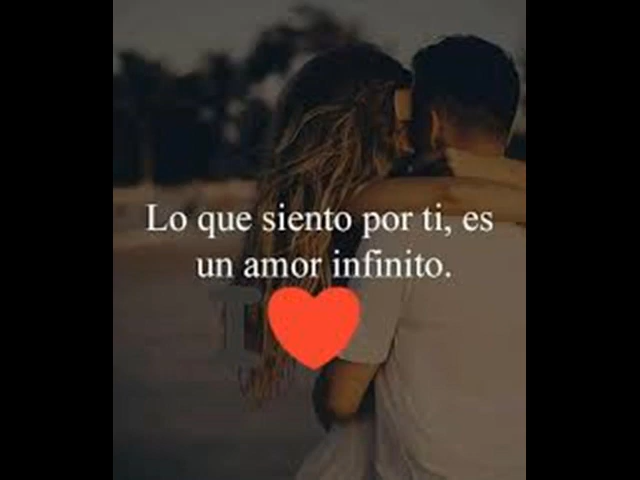 Lo que siento por ti, es
un amor infinito.
I ❤